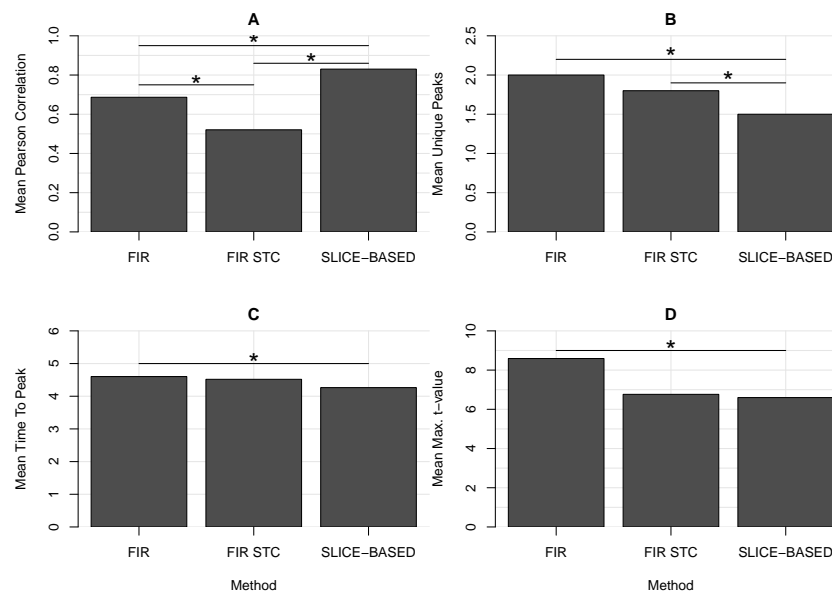 A
Mean Pearson Correlation
1.0
0.8
0.6
0.4
0.2
0.0
*
*
*
FIR
FIR STC
SLICE−BASED
B
Mean Unique Peaks
2.5
2.0
1.5
1.0
0.5
0.0
*
*
FIR
FIR STC
SLICE−BASED
C
Mean Time To Peak
6
5
4
3
2
1
0
*
FIR
FIR STC
SLICE−BASED
Method
D
Mean Max. t−value
10
8
6
4
2
0
*
FIR
FIR STC
SLICE−BASED
Method